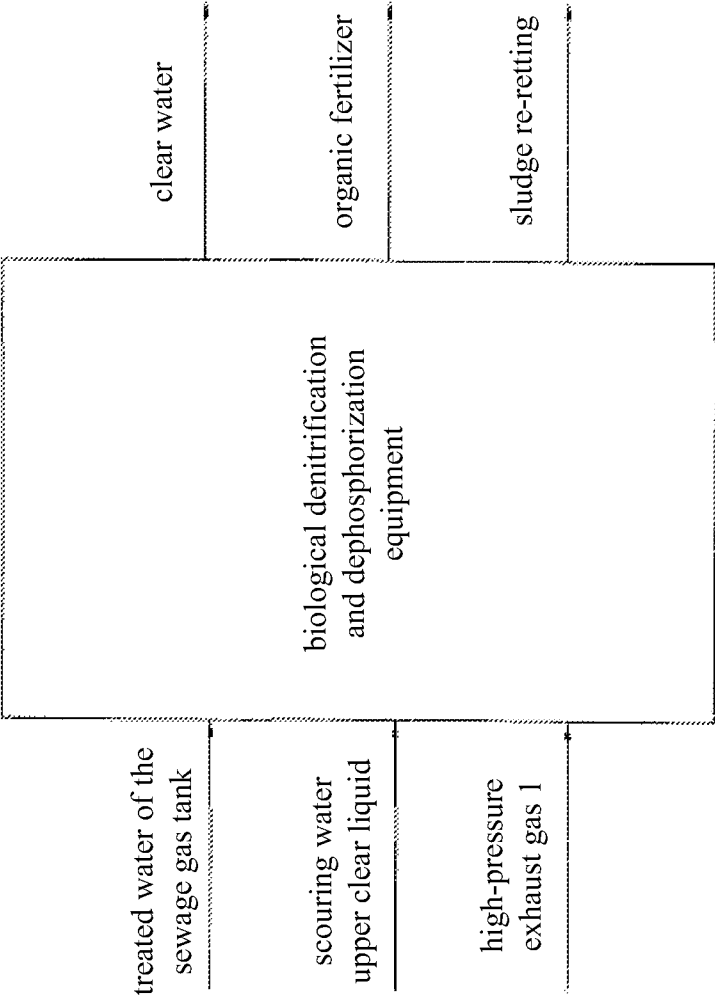 treated water of the
sewage gas tank
scouring water
upper clear liquid
high-pressure
exhaust gas 1
biological denitrification
and dephosphorization
equipment
clear water
organic fertilizer
sludge re-retting